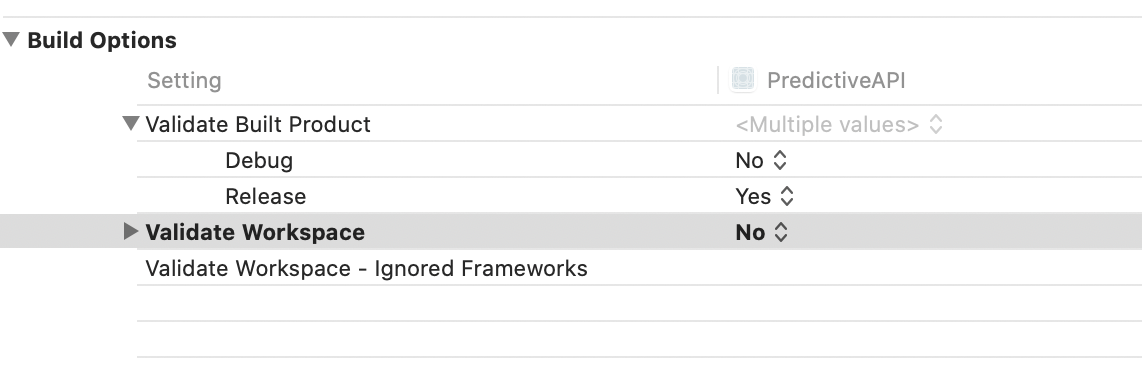 Build Options
Setting PredictiveAPI
Validate Built Product <Multiple values>
Debug No
Release Yes
Validate Workspace No
Validate Workspace - Ignored Frameworks